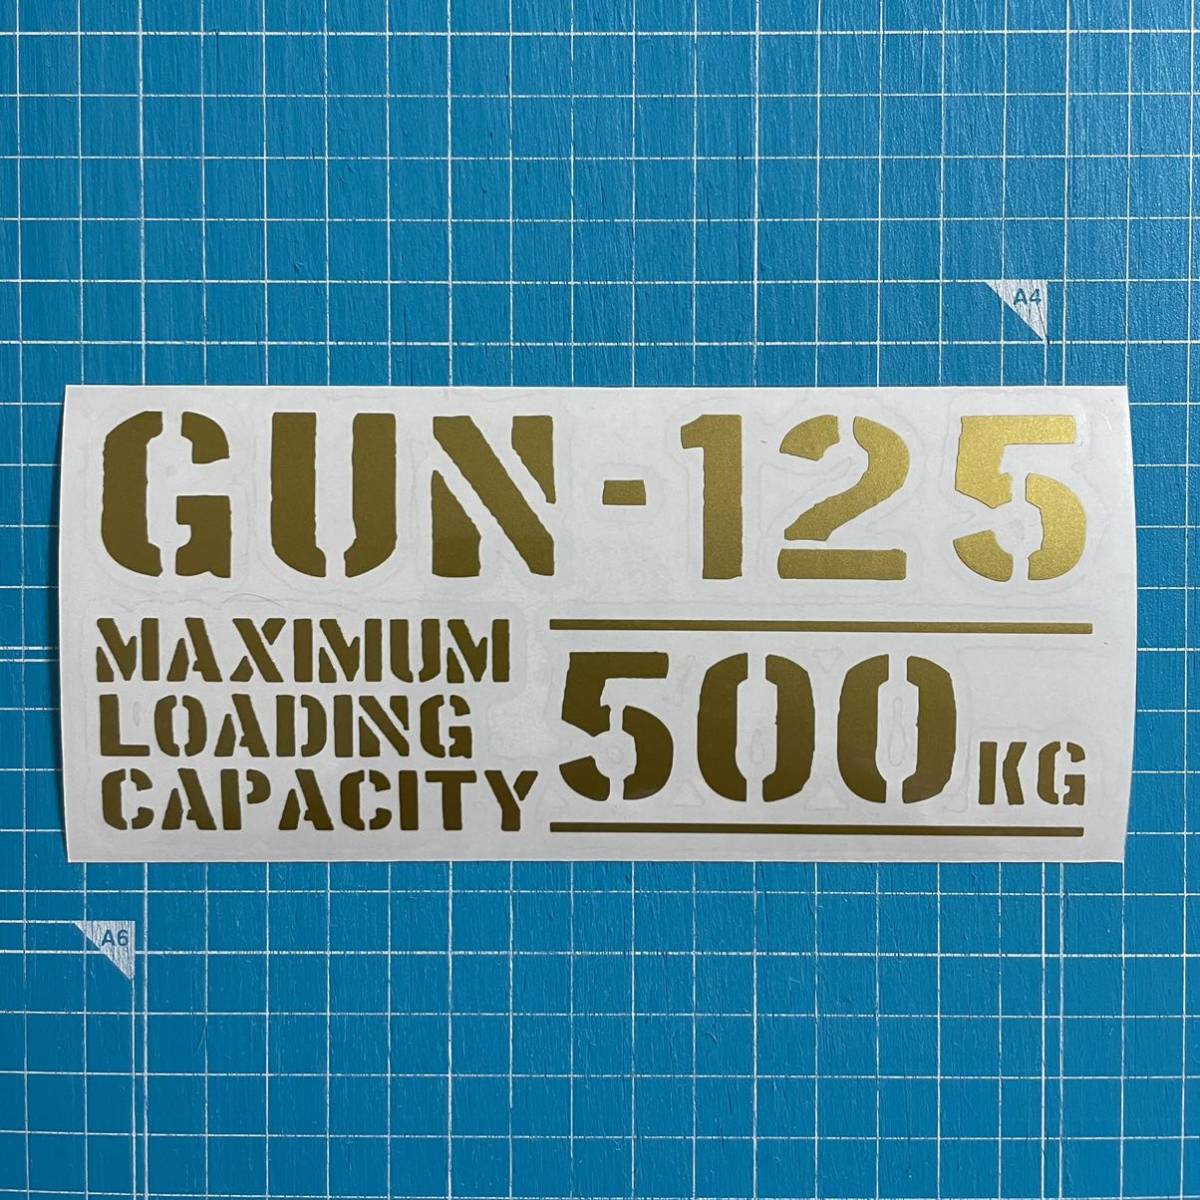 A4
GUN-125
MAXIMUM
LOADING
CAPACITY
500KG
A6